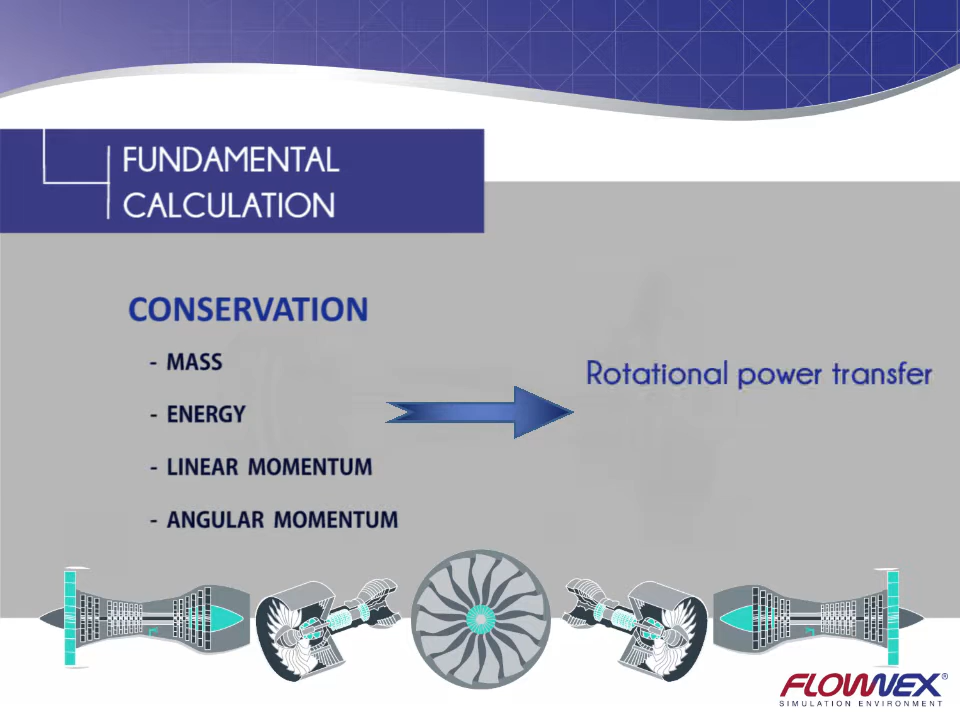 FUNDAMENTAL
CALCULATION
CONSERVATION
- MASS
- ENERGY
- LINEAR MOMENTUM
- ANGULAR MOMENTUM
Rotational power transfer
FLOWNEX®
SIMULATION ENVIRONMENT